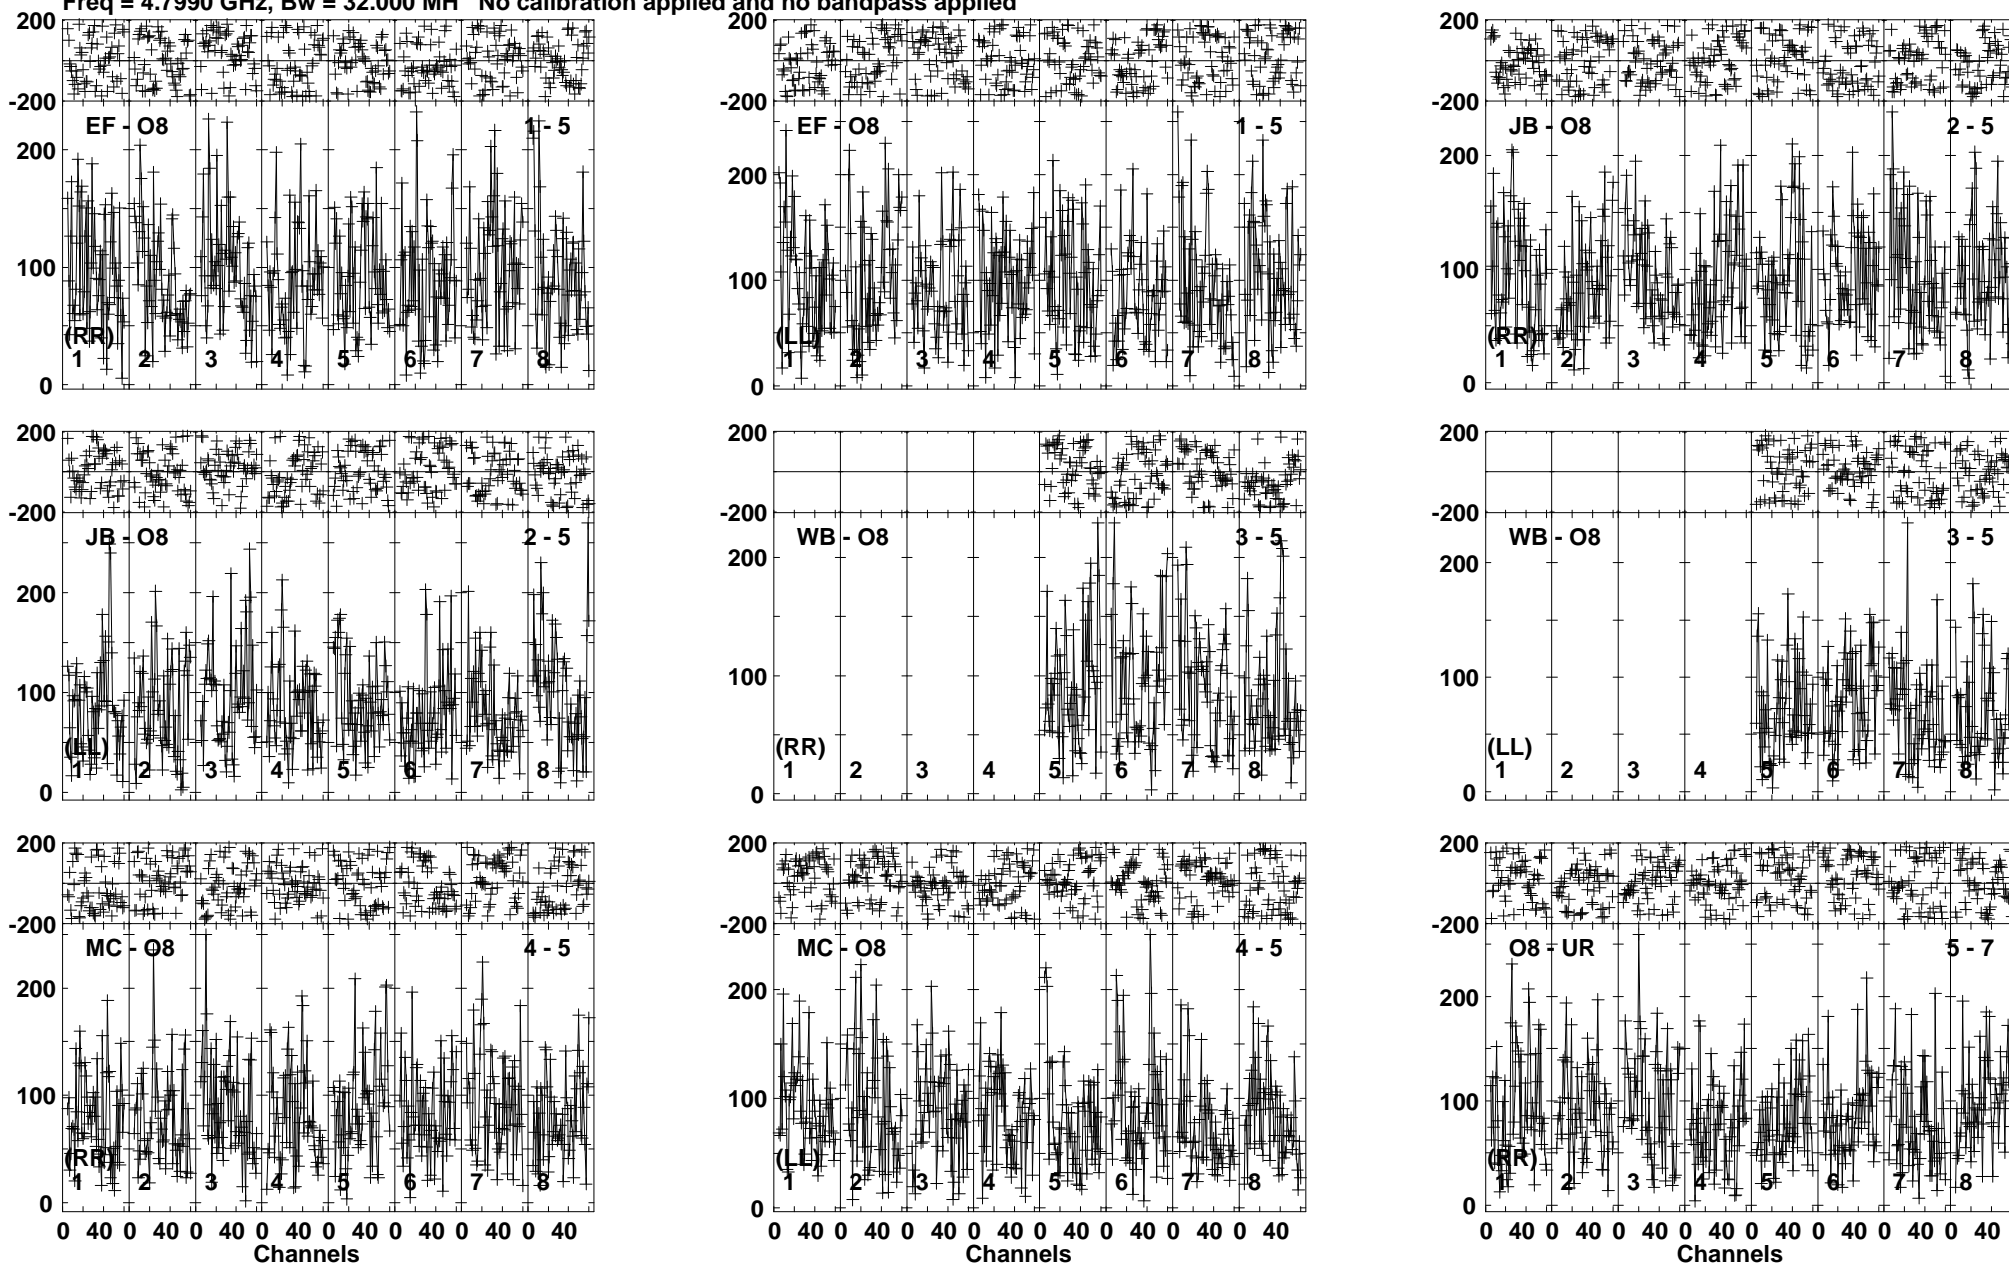 Freq = 4.7990 GHz, Bw = 32.000 MH No calibration applied and no bandpass applied
200 200 200
-200 -200 -200
EF - O8 1 - 5 EF - O8 1 - 5 JB - O8 2 - 5
200 200 200
100 100 100
(RR) (LL) (RR)
1 2 3 4 5 6 7 8 1 2 3 4 5 6 7 8 1 2 3 4 5 6 7 8
0 0 0
200 200 200
-200 -200 -200
JB - O8 2 - 5 WB - O8 3 - 5 WB - O8 3 - 5
200 200 200
100 100 100
(LL) (RR) (LL)
1 2 3 4 5 6 7 8 1 2 3 4 5 6 7 8 1 2 3 4 5 6 7 8
0 0 0
200 200 200
-200 -200 -200
MC - O8 4 - 5 MC - O8 4 - 5 O8 - UR 5 - 7
200 200 200
100 100 100
(RR) (LL) (RR)
1 2 3 4 5 6 7 8 1 2 3 4 5 6 7 8 1 2 3 4 5 6 7 8
0 0 0
0 40 0 40 0 40 0 40 0 40 0 40 0 40 0 40 0 40 0 40 0 40 0 40 0 40 0 40 0 40 0 40 0 40 0 40 0 40 0 40 0 40 0 40 0 40 0 40
Channels Channels Channels